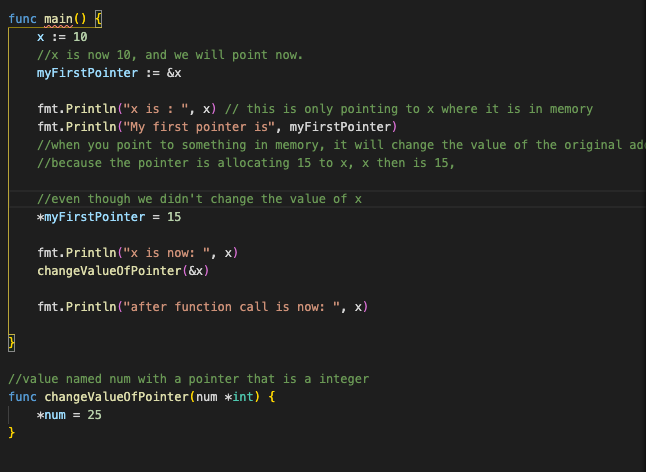 func main() {
x := 10
//x is now 10, and we will point now.
myFirstPointer := &x
fmt.Println("x is : ", x) // this is only pointing to x where it is in memory
fmt.Println("My first pointer is", myFirstPointer)
//when you point to something in memory, it will change the value of the original
//because the pointer is allocating 15 to x, x then is 15,
//even though we didn't change the value of x
*myFirstPointer = 15
fmt.Println("x is now: ", x)
changeValueOfPointer(&x)
fmt.Println("after function call is now: ", x)
}
//value named num with a pointer that is a integer
func changeValueOfPointer(num *int) {
*num = 25
}